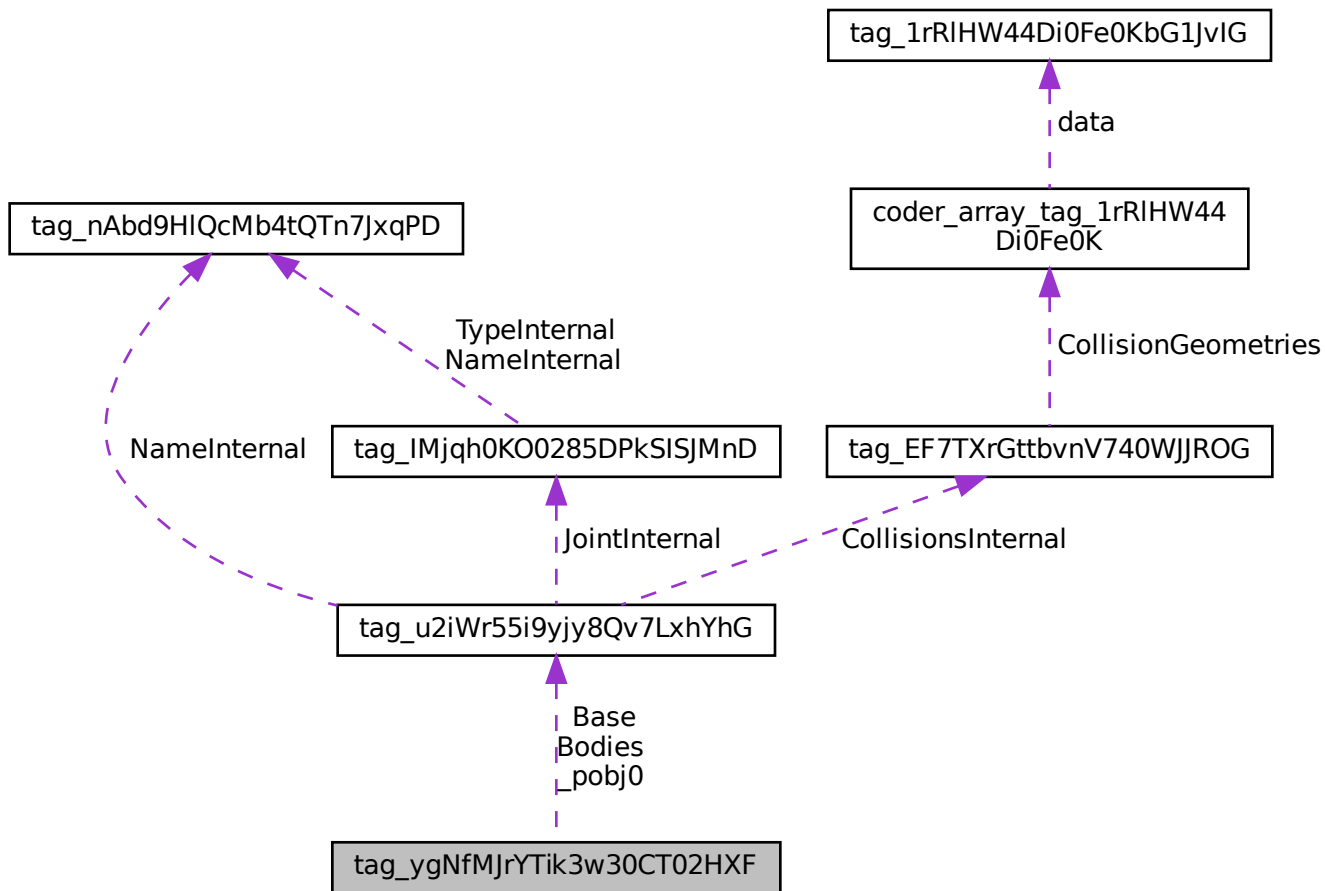 tag_1rRlHW44Di0Fe0KbG1JvIG
data
coder_array_tag_1rRlHW44
Di0Fe0K
tag_nAbd9HlQcMb4tQTn7JxqPD
TypeInternal
NameInternal
CollisionGeometries
NameInternal
tag_IMjqh0KO0285DPkSISJMnD
tag_EF7TXrGttbvnV740WJJROG
JointInternal
CollisionsInternal
tag_u2iWr55i9yjy8Qv7LxhYhG
Base
Bodies
_pobj0
tag_ygNfMJrYTik3w30CT02HXF